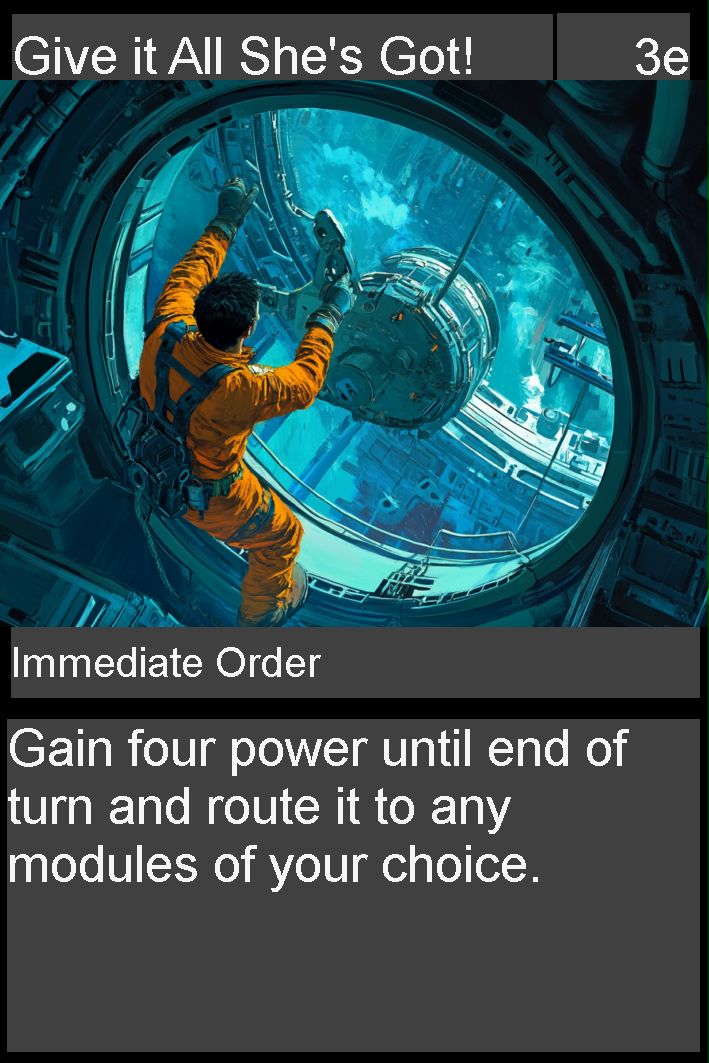 Give it All She's Got! 3e
Immediate Order
Gain four power until end of
turn and route it to any
modules of your choice.